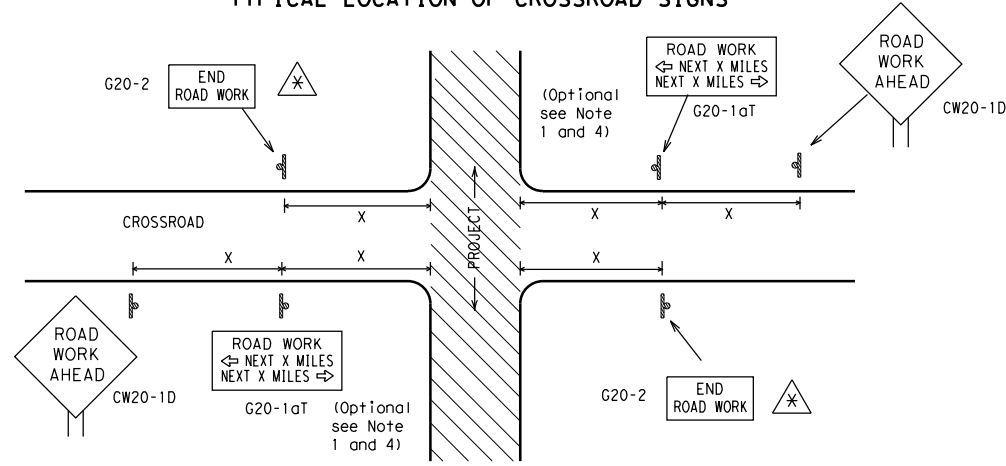 TYPICAL LOCATION OF CROSSROAD SIGNS
G20-2
END
ROAD WORK
(Optional
see Note
1 and 4)
ROAD WORK
⇦ NEXT X MILES
NEXT X MILES ⇨
G20-1aT
ROAD
WORK
AHEAD
CW20-1D
X
X
X
CROSSROAD
PROJECT
X
X
X
ROAD
WORK
AHEAD
CW20-1D
ROAD WORK
⇦ NEXT X MILES
NEXT X MILES ⇨
G20-1aT
(Optional
see Note
1 and 4)
G20-2
END
ROAD WORK